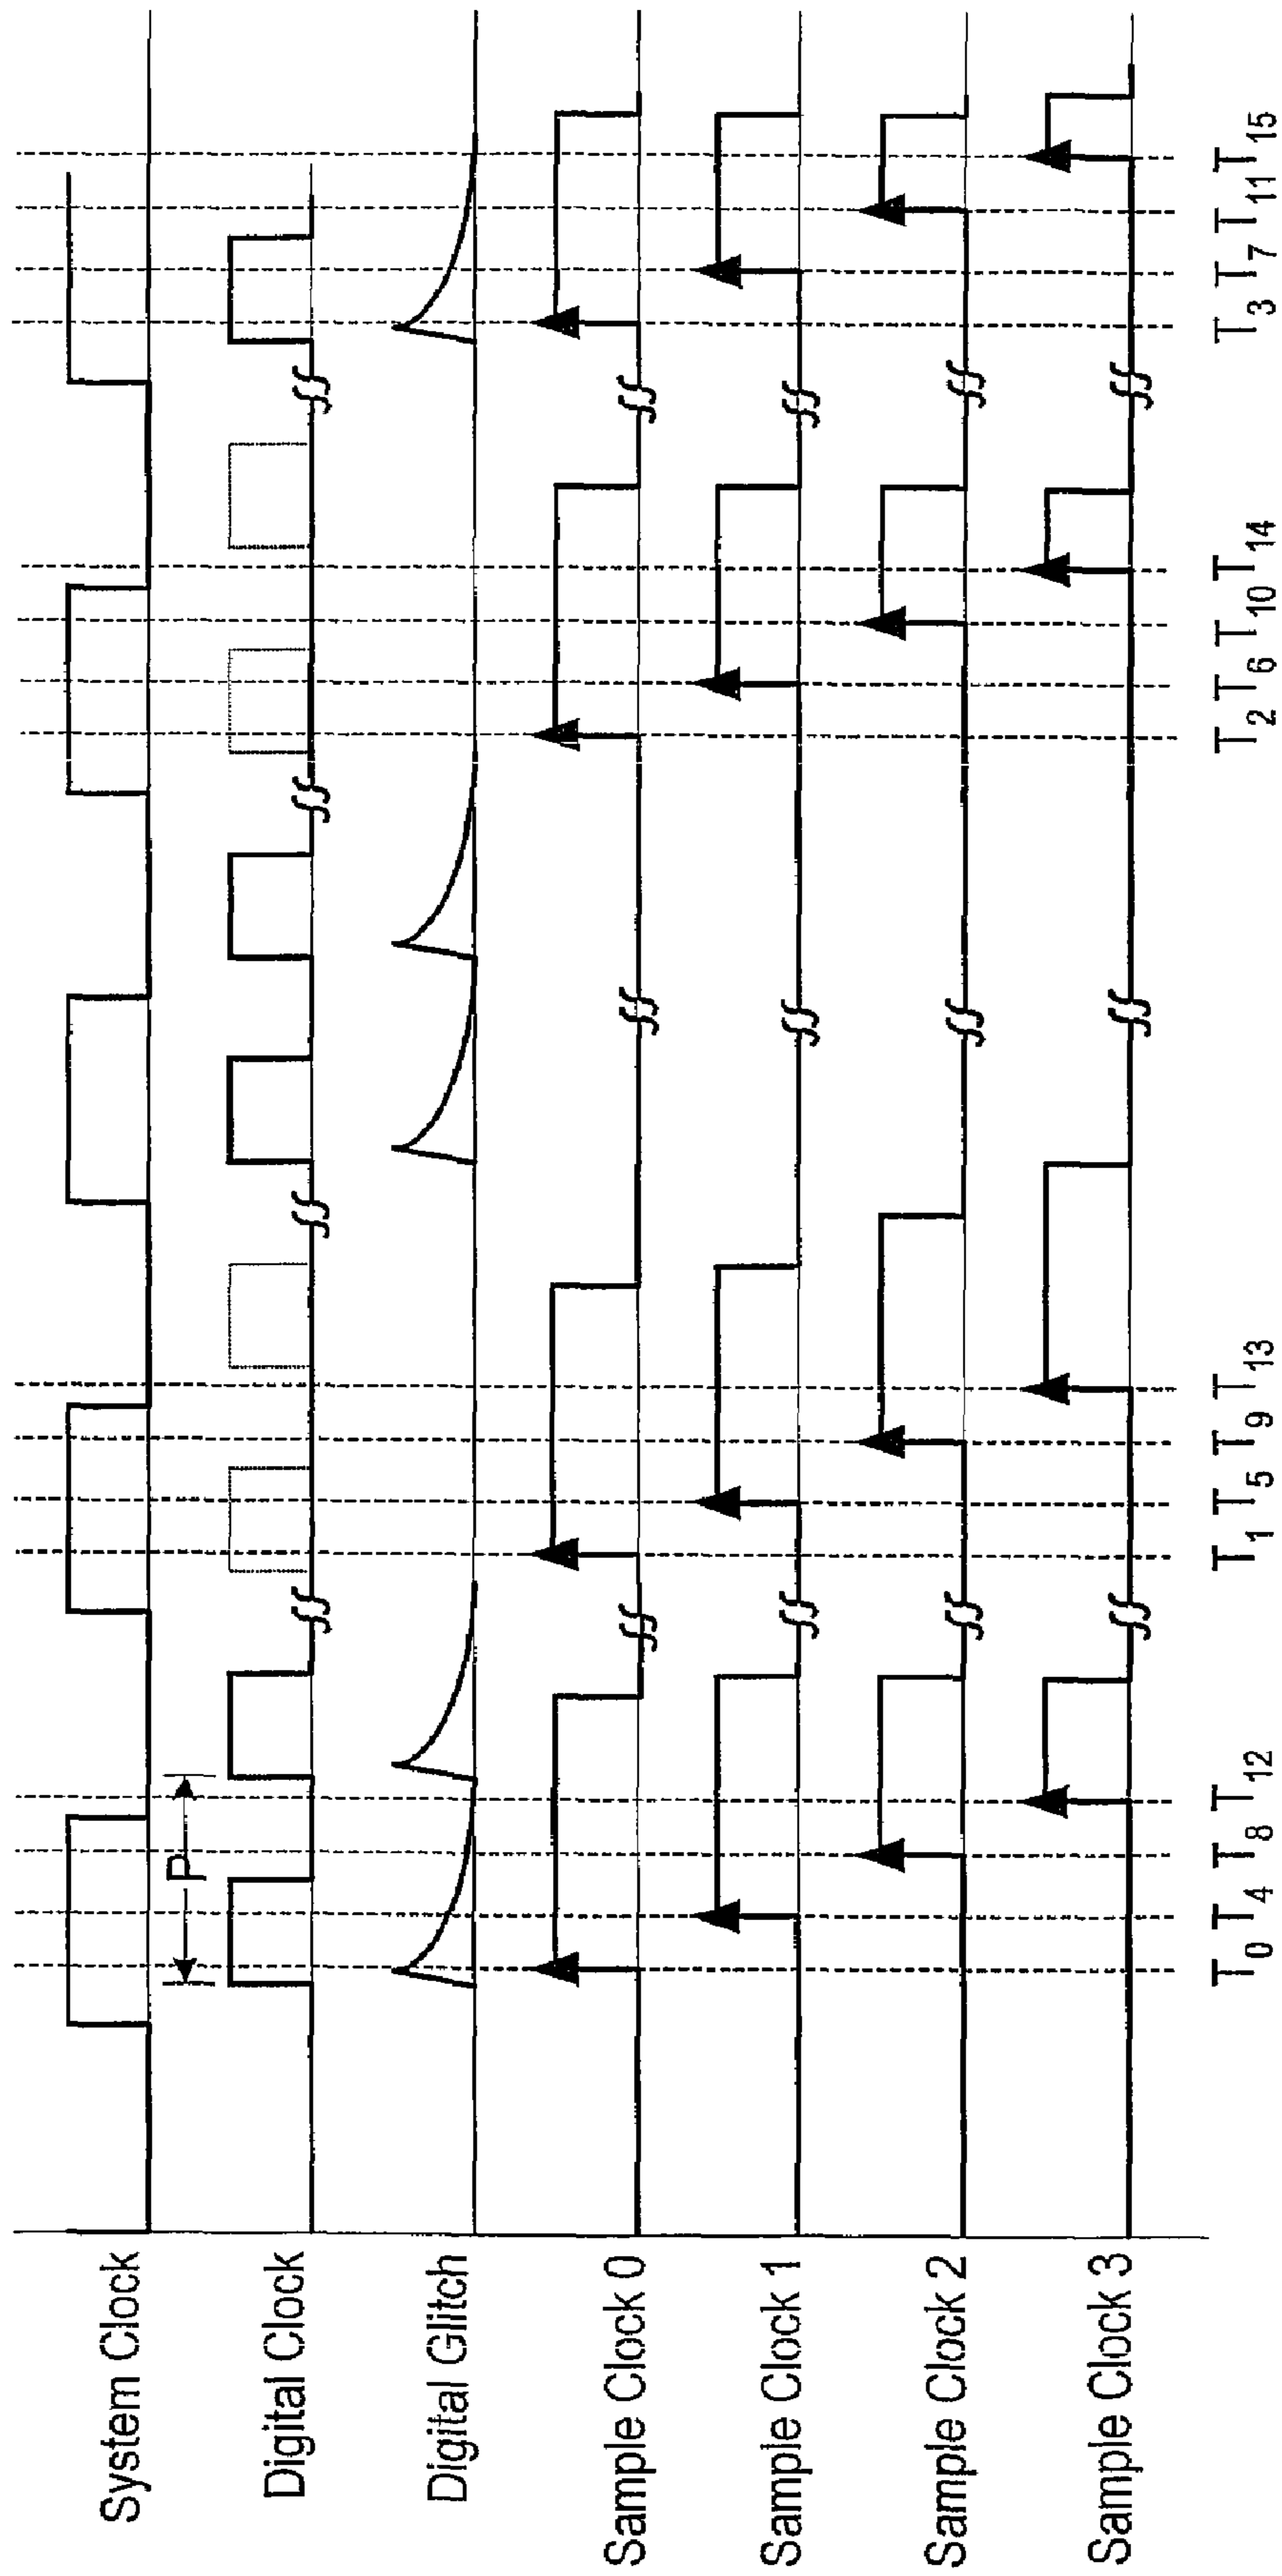 System Clock
Digital Clock
P
Digital Glitch
Sample Clock 0
Sample Clock 1
Sample Clock 2
Sample Clock 3
T0 T4 T8 T12 T1 T5 T9 T13 T2 T6 T10 T14 T3 T7 T11 T15